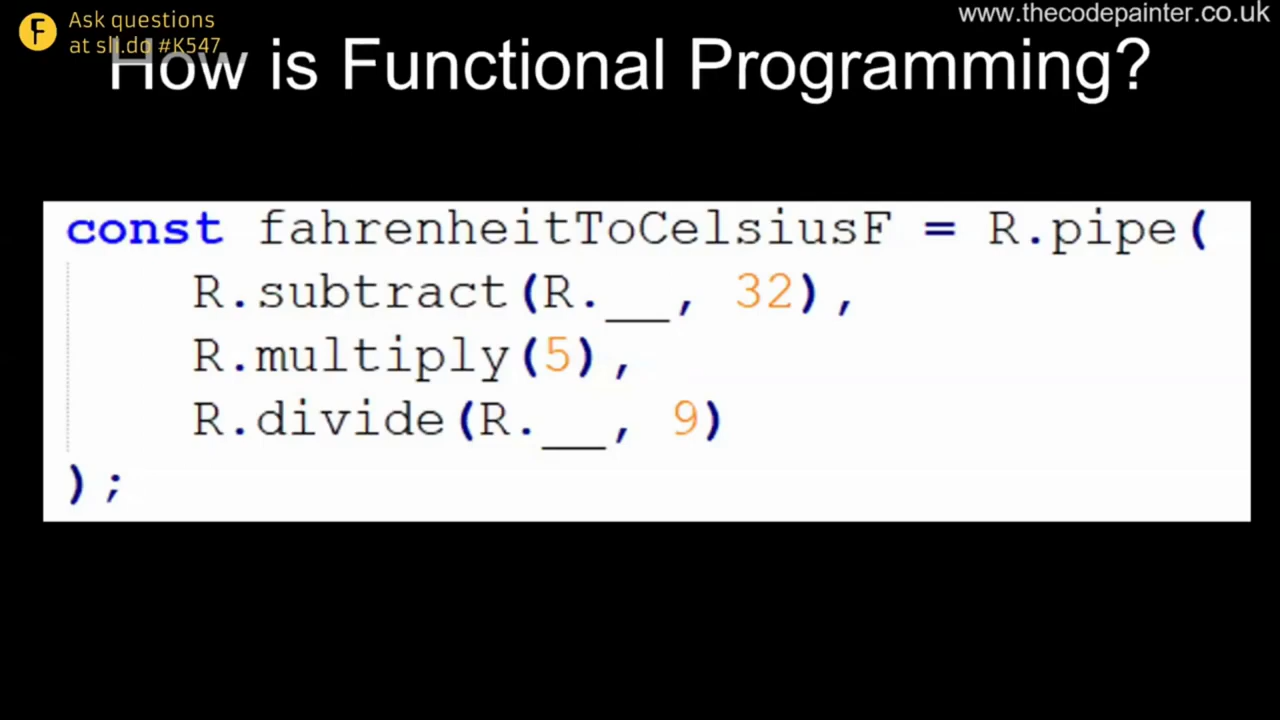 Ask questions
at sli.do #K547
www.thecodepainter.co.uk
How is Functional Programming?
const fahrenheitToCelsiusF = R.pipe(
R.subtract(R.__, 32),
R.multiply(5),
R.divide(R.__, 9)
);